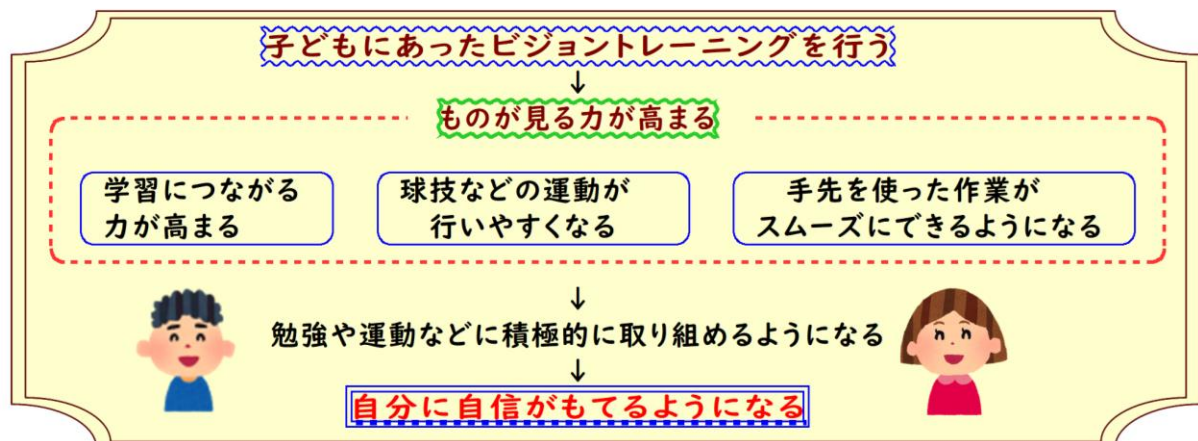 子どもにあったビジョントレーニングを行う
↓
ものが見る力が高まる
学習につながる
力が高まる
球技などの運動が
行いやすくなる
手先を使った作業が
スムーズにできるようになる
↓
勉強や運動などに積極的に取り組めるようになる
↓
自分に自信がもてるようになる